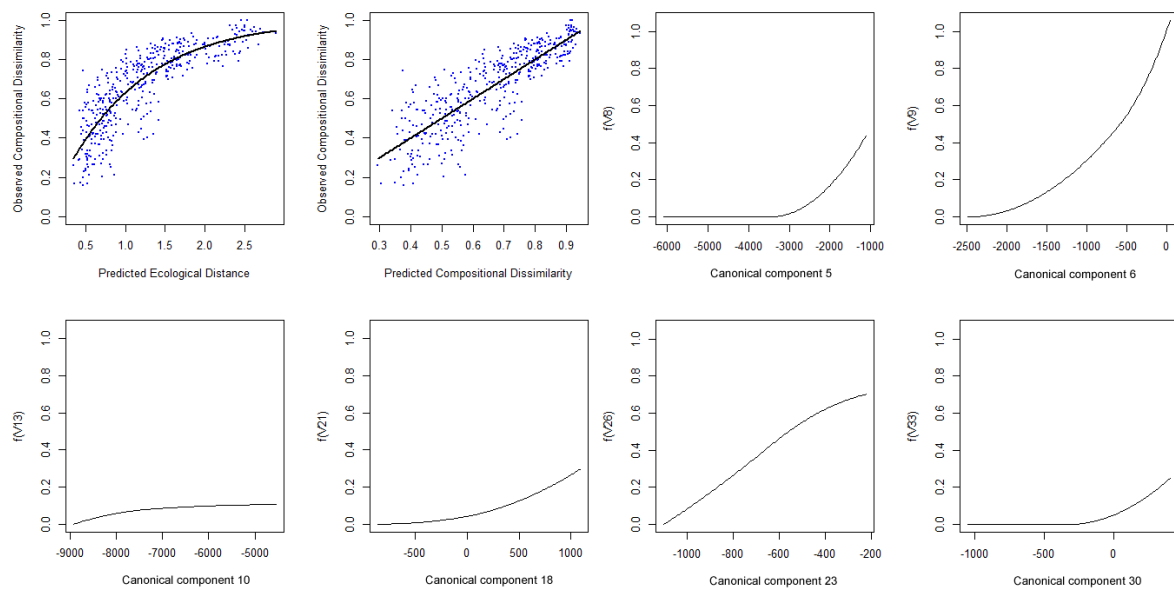 Observed Compositional Dissimilarity
0.0 0.2 0.4 0.6 0.8 1.0
0.5 1.0 1.5 2.0 2.5
Predicted Ecological Distance
Observed Compositional Dissimilarity
0.0 0.2 0.4 0.6 0.8 1.0
0.3 0.4 0.5 0.6 0.7 0.8 0.9
Predicted Compositional Dissimilarity
f(V8)
0.0 0.2 0.4 0.6 0.8 1.0
-6000 -5000 -4000 -3000 -2000 -1000
Canonical component 5
f(V9)
0.0 0.2 0.4 0.6 0.8 1.0
-2500 -2000 -1500 -1000 -500 0
Canonical component 6
f(V13)
0.0 0.2 0.4 0.6 0.8 1.0
-9000 -8000 -7000 -6000 -5000
Canonical component 10
f(V21)
0.0 0.2 0.4 0.6 0.8 1.0
-500 0 500 1000
Canonical component 18
f(V26)
0.0 0.2 0.4 0.6 0.8 1.0
-1000 -800 -600 -400 -200
Canonical component 23
f(V33)
0.0 0.2 0.4 0.6 0.8 1.0
-1000 -500 0
Canonical component 30